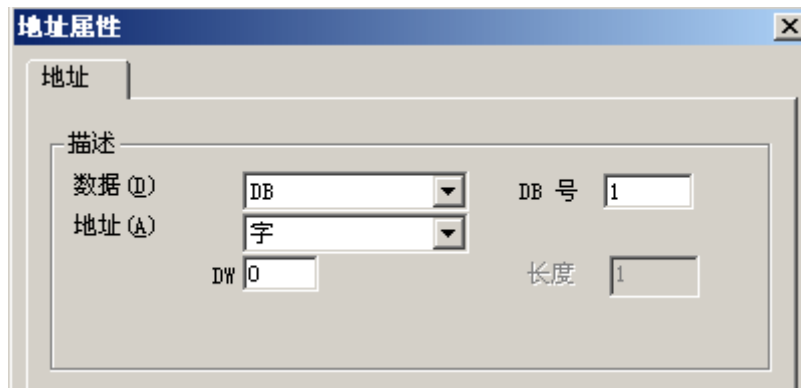 地址属性
地址
描述
数据(D) DB DB 号 1
地址(A) 字
DW 0 长度 1